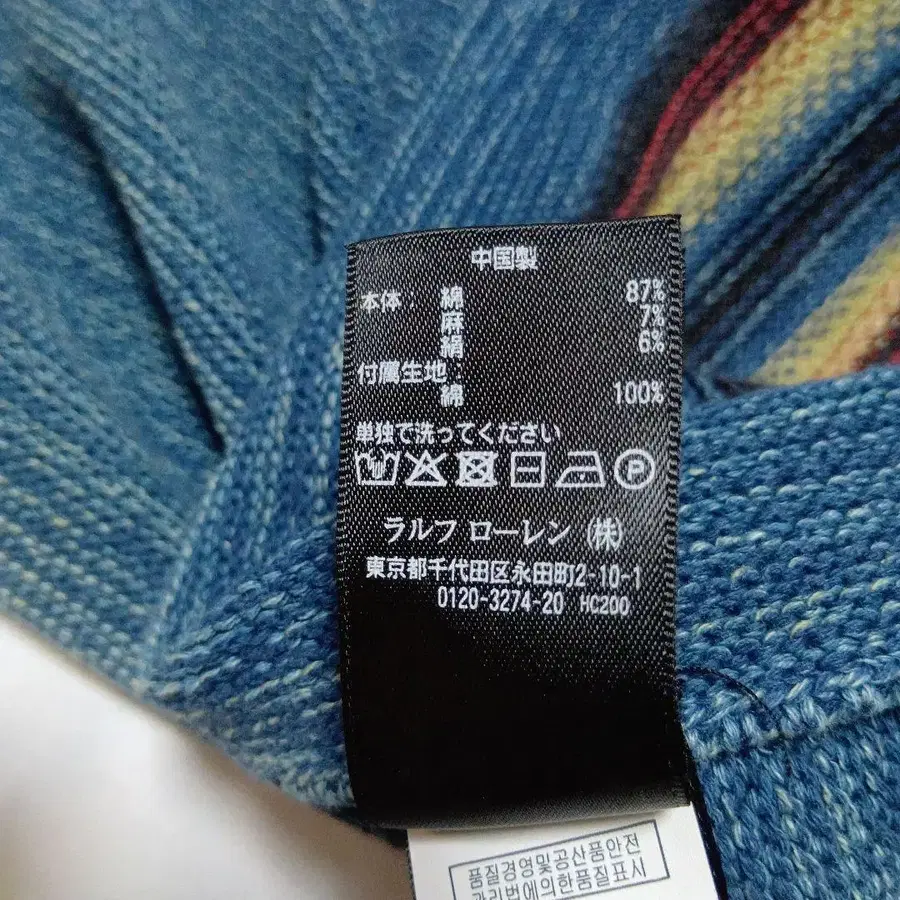 中国製
本体: 綿 87%
麻 7%
絹 6%
付属生地:
綿 100%
単独で洗ってください
P
ラルフ ローレン (株)
東京都千代田区永田町2-10-1
0120-3274-20 HC200
품질경영및공산품안전
관리법에의한품질표시